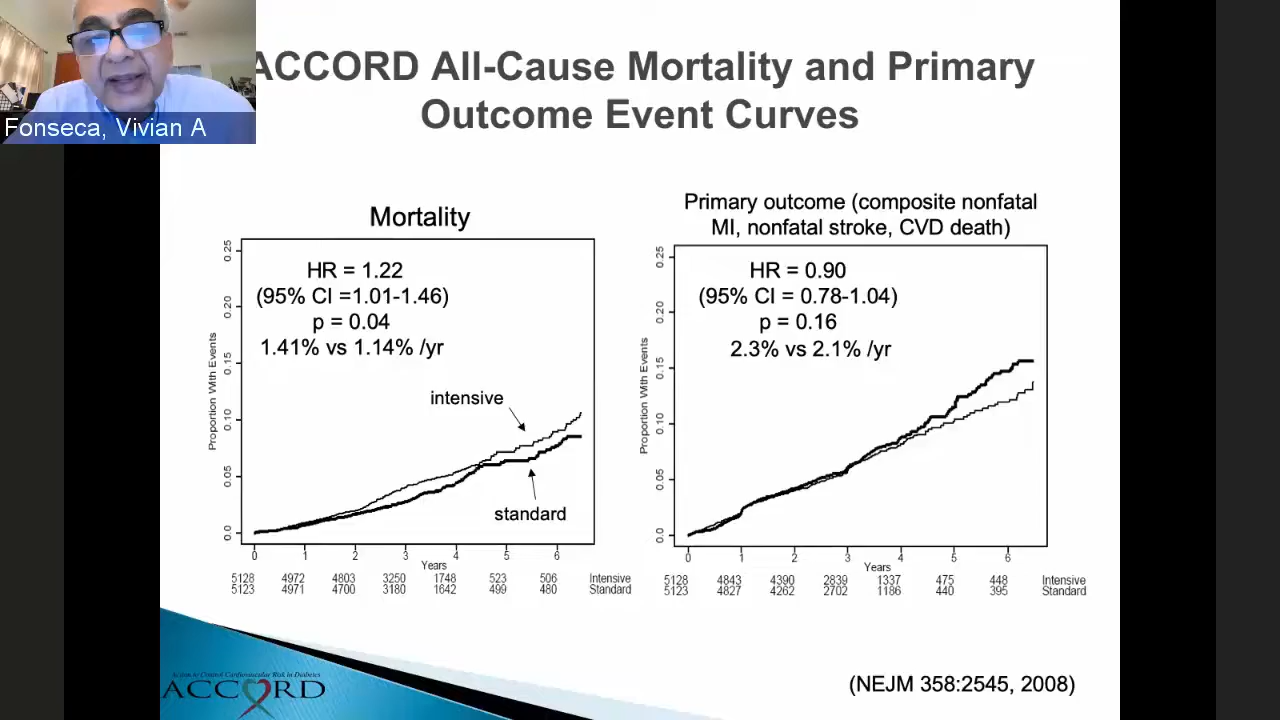 Fonseca, Vivian A
ACCORD All-Cause Mortality and Primary
Outcome Event Curves
Mortality
HR = 1.22
(95% CI =1.01-1.46)
p = 0.04
1.41% vs 1.14% /yr
intensive
standard
Proportion With Events
0.25
0.20
0.15
0.10
0.05
0.0
0 1 2 3 4 5 6
Years
5128 4972 4803 3250 1748 523 506 Intensive
5123 4971 4700 3180 1642 499 480 Standard
Primary outcome (composite nonfatal
MI, nonfatal stroke, CVD death)
HR = 0.90
(95% CI = 0.78-1.04)
p = 0.16
2.3% vs 2.1% /yr
Proportion With Events
0.25
0.20
0.15
0.10
0.05
0.0
0 1 2 3 4 5 6
Years
5128 4843 4390 2839 1337 475 448 Intensive
5123 4827 4262 2702 1186 440 395 Standard
Action to Control Cardiovascular Risk in Diabetes
ACCORD
(NEJM 358:2545, 2008)